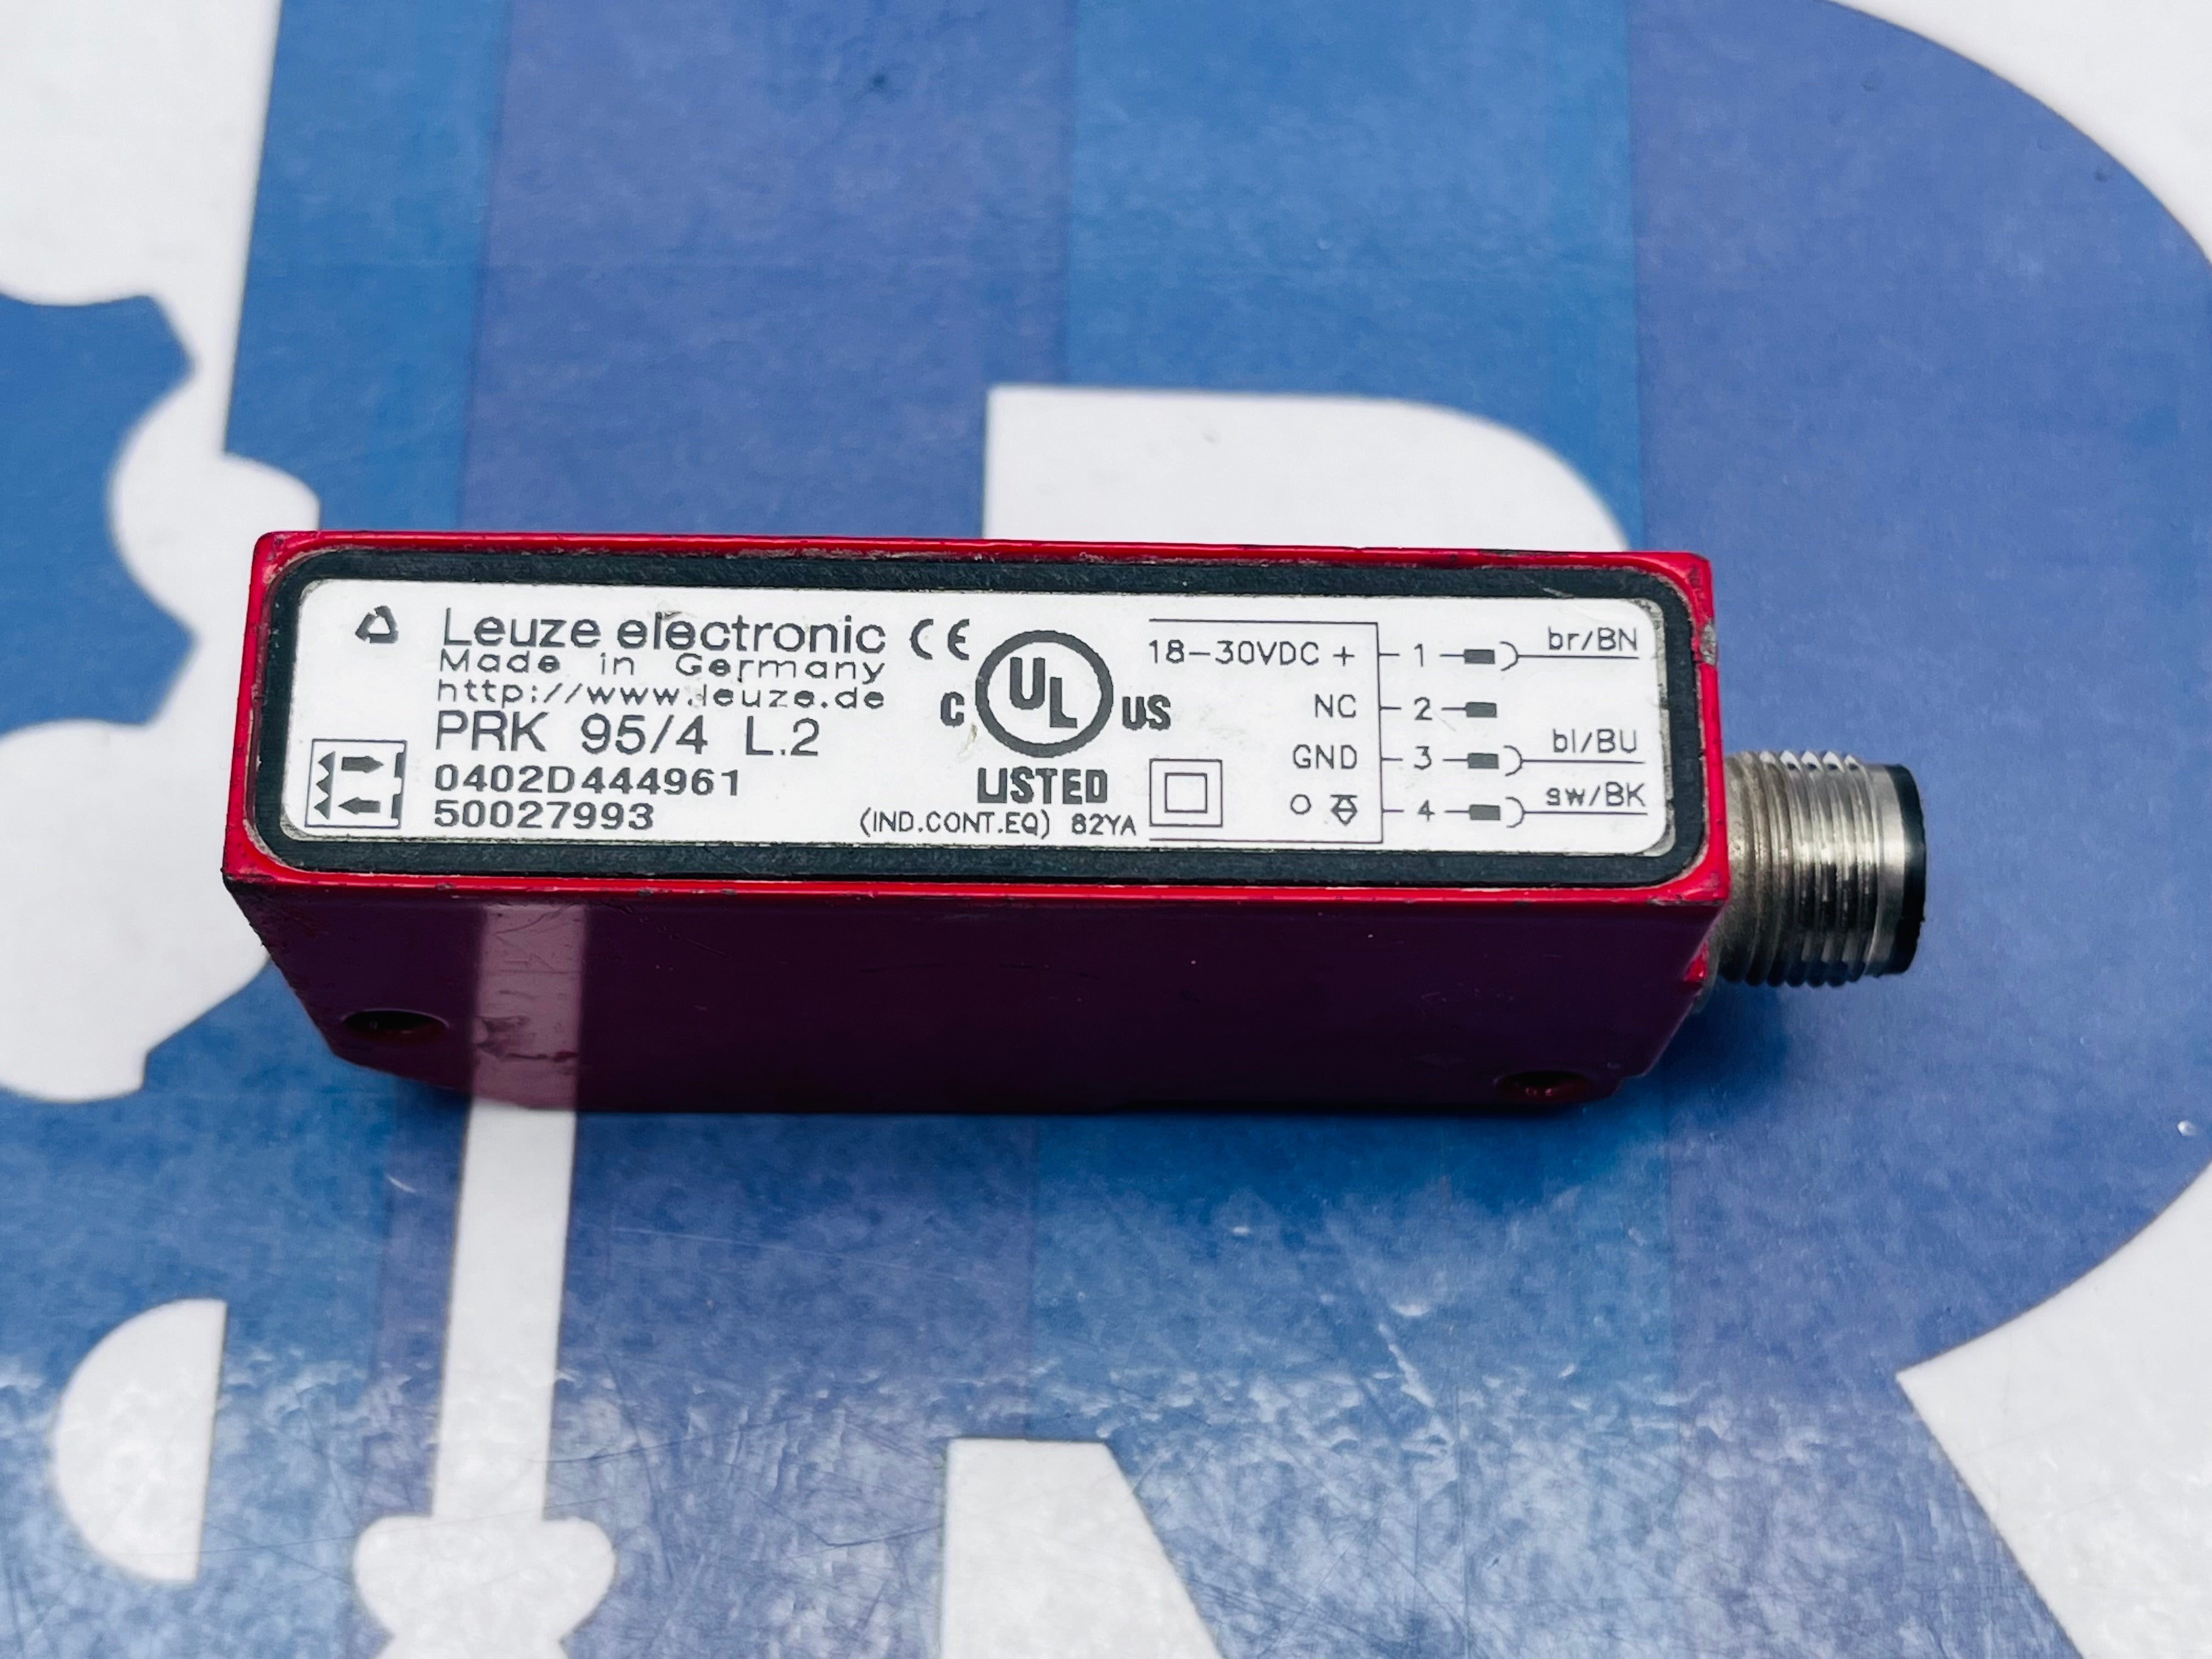 Leuze electronic
Made in Germany
http://www.leuze.de
PRK 95/4 L.2
0402D444961
50027993
CE
C UL US
LISTED
(IND.CONT.EQ) 82YA
18-30VDC + 1 br/BN
NC 2
GND 3 bl/BU
4 sw/BK